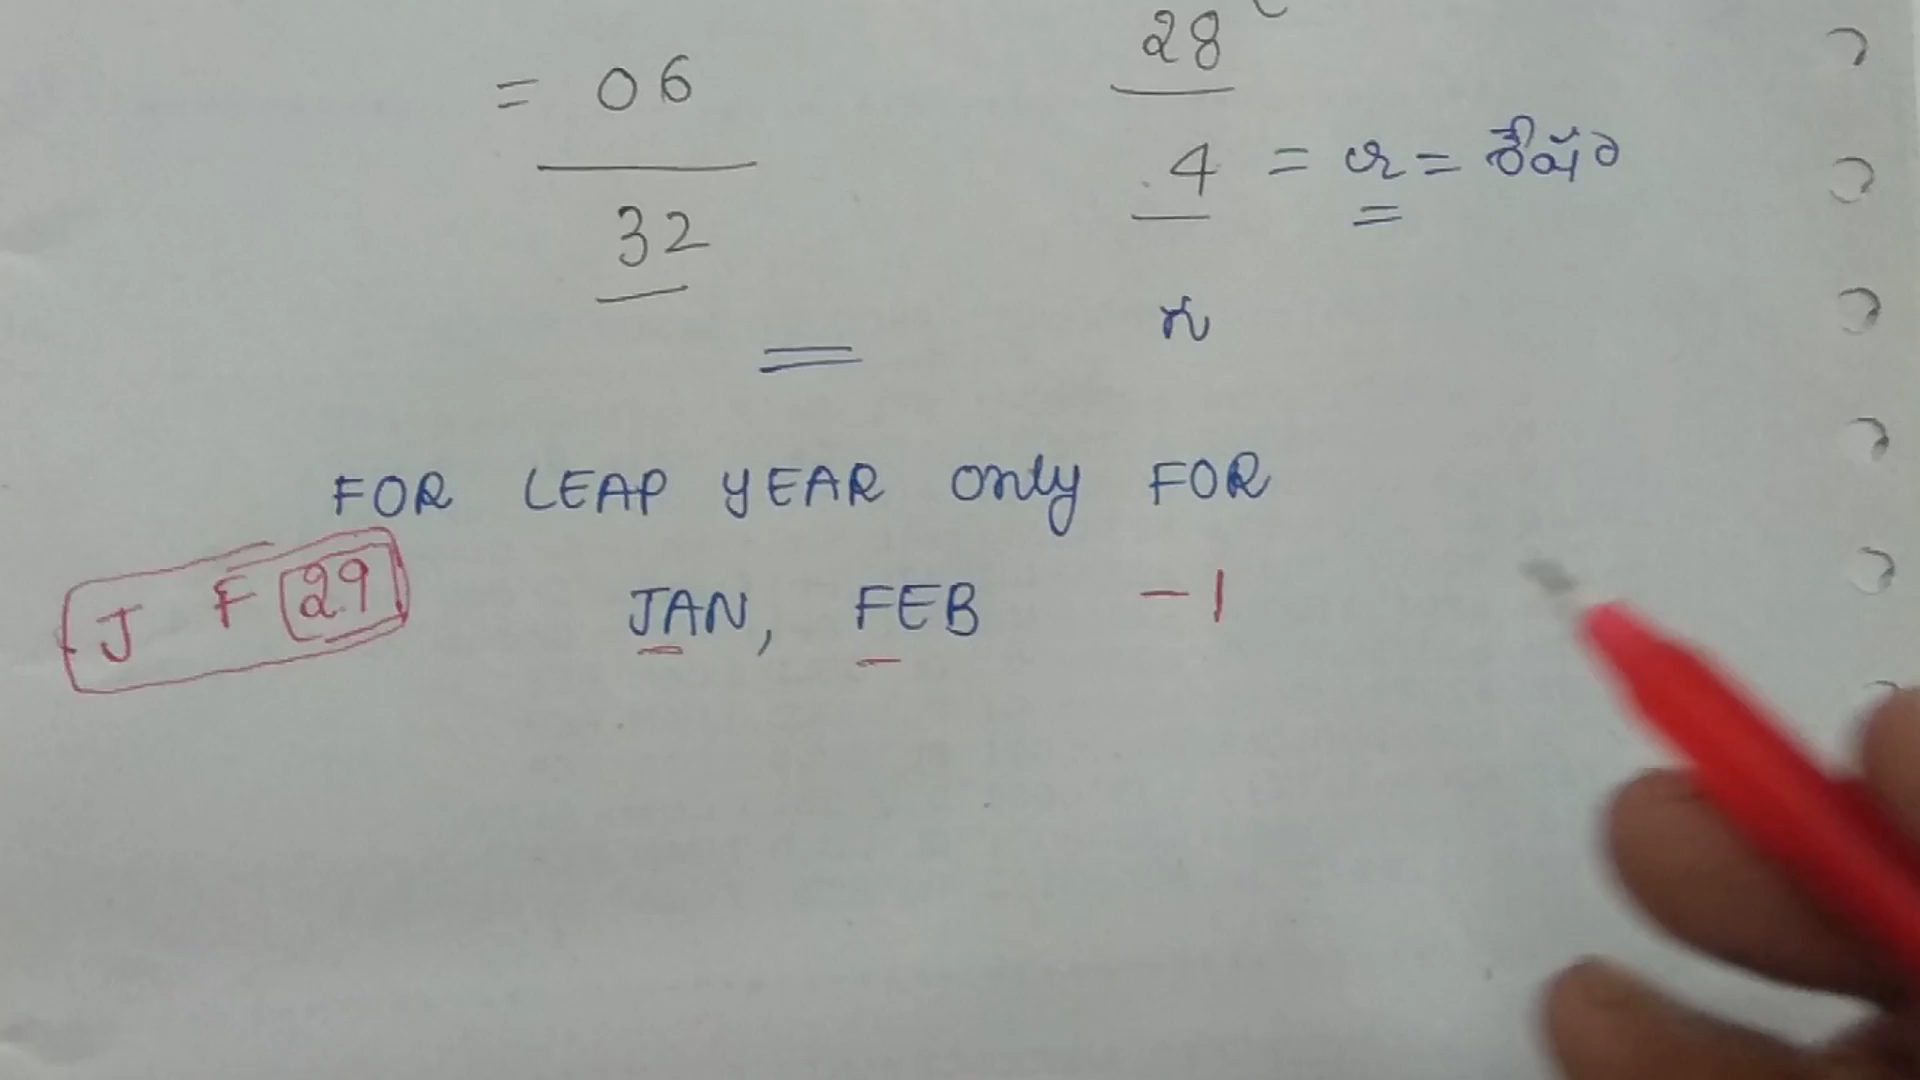 28
= 06
4 = =
32
FOR LEAP YEAR only FOR
J F 29
JAN, FEB -1